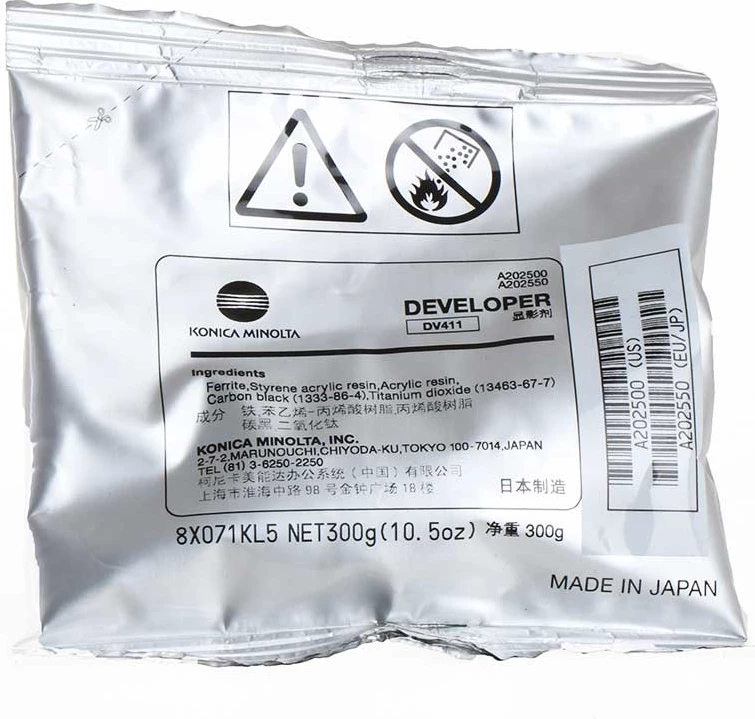 A202500
A202550
KONICA MINOLTA
DEVELOPER
DV411 显影剂
Ingredients
Ferrite,Styrene acrylic resin,Acrylic resin,
Carbon black (1333-86-4),Titanium dioxide (13463-67-7)
成分 铁,苯乙烯-丙烯酸树脂,丙烯酸树脂
碳黑,二氧化钛
KONICA MINOLTA, INC.
2-7-2,MARUNOUCHI,CHIYODA-KU,TOKYO 100-7014,JAPAN
TEL(81) 3-6250-2250
柯尼卡美能达办公系统（中国）有限公司
上海市淮海中路98号金钟广场18楼 日本制造
8X071KL5 NET300g(10.5oz) 净重 300g
A202500 (US)
A202550 (EU/JP)
MADE IN JAPAN